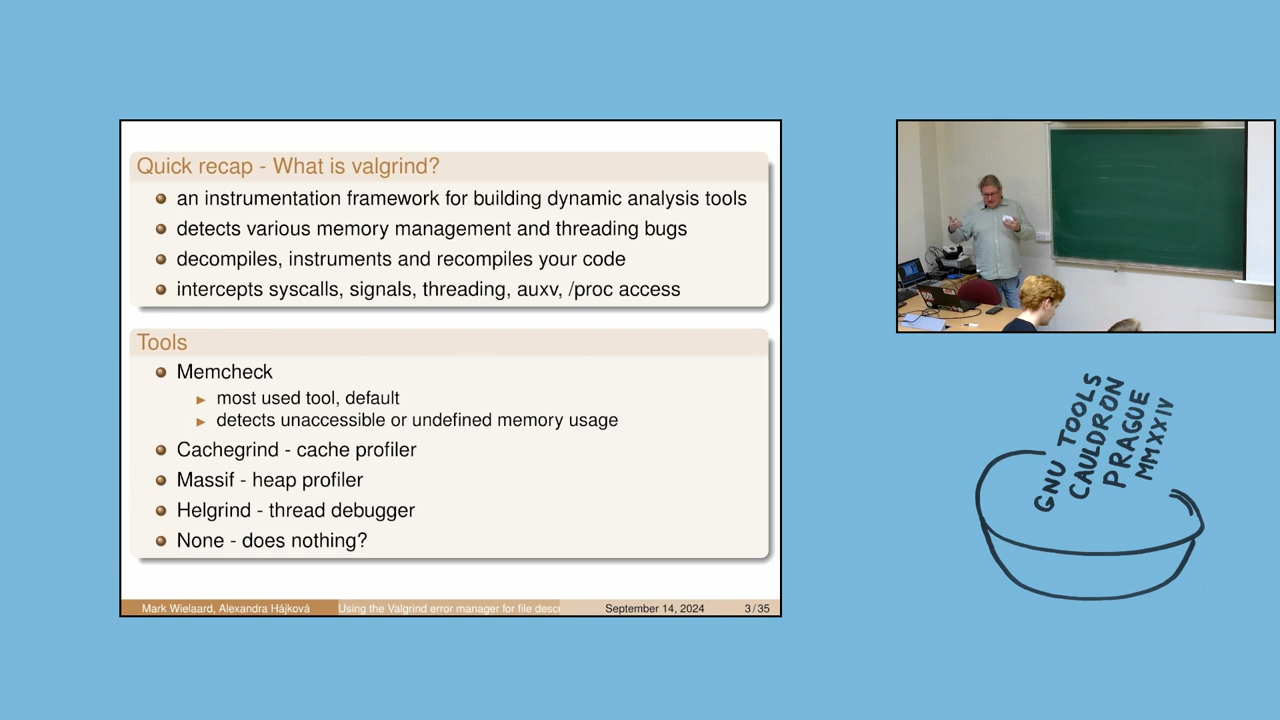 Quick recap - What is valgrind?
an instrumentation framework for building dynamic analysis tools
detects various memory management and threading bugs
decompiles, instruments and recompiles your code
intercepts syscalls, signals, threading, auxv, /proc access
Tools
Memcheck
most used tool, default
detects unaccessible or undefined memory usage
Cachegrind - cache profiler
Massif - heap profiler
Helgrind - thread debugger
None - does nothing?
Mark Wielaard, Alexandra Hájková Using the Valgrind error manager for file desc September 14, 2024 3 / 35
GNU TOOLS
CAULDRON
PRAGUE
MMXXIV